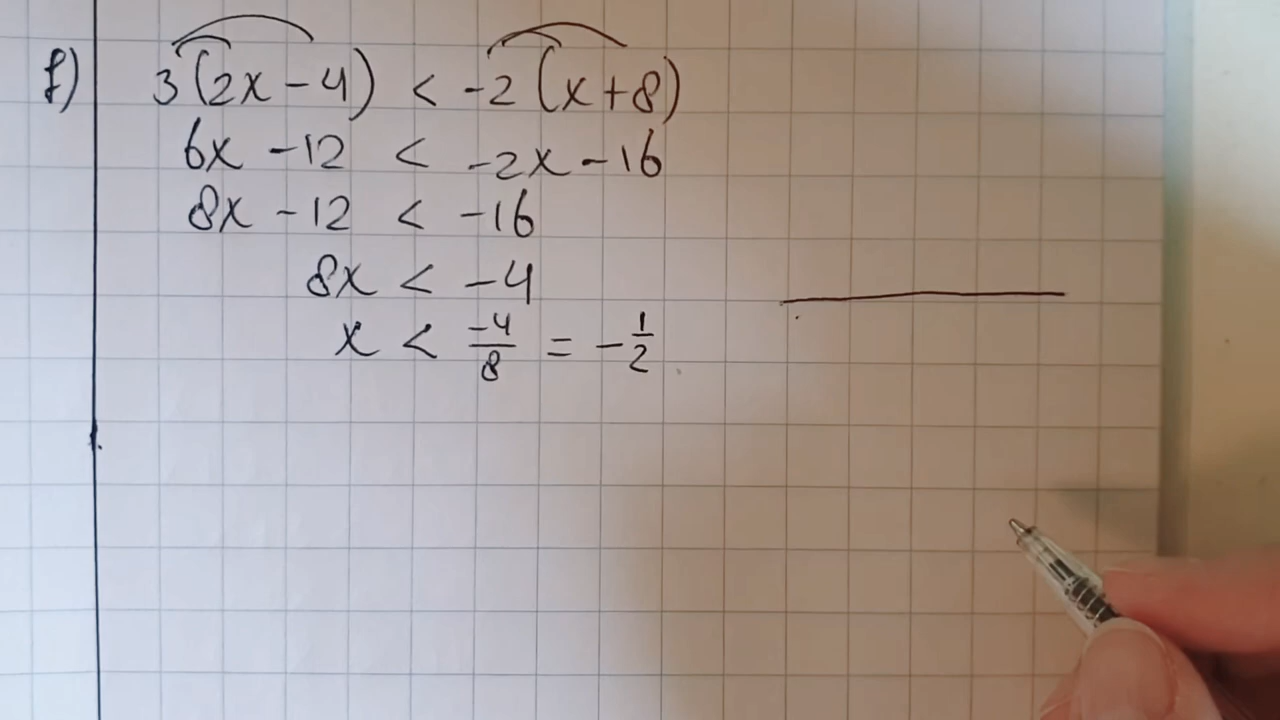 f) 3(2x-4) < -2(x+8)
6x -12 < -2x-16
8x -12 < -16
8x < -4
x < -4/8 = -1/2